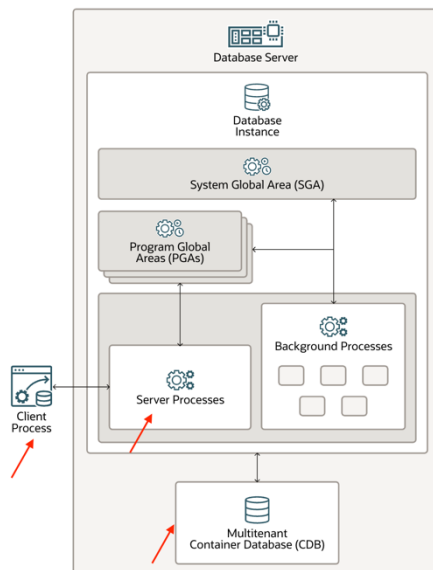 Database Server
Database
Instance
System Global Area (SGA)
Program Global
Areas (PGAs)
Background Processes
Server Processes
Client
Process
Multitenant
Container Database (CDB)